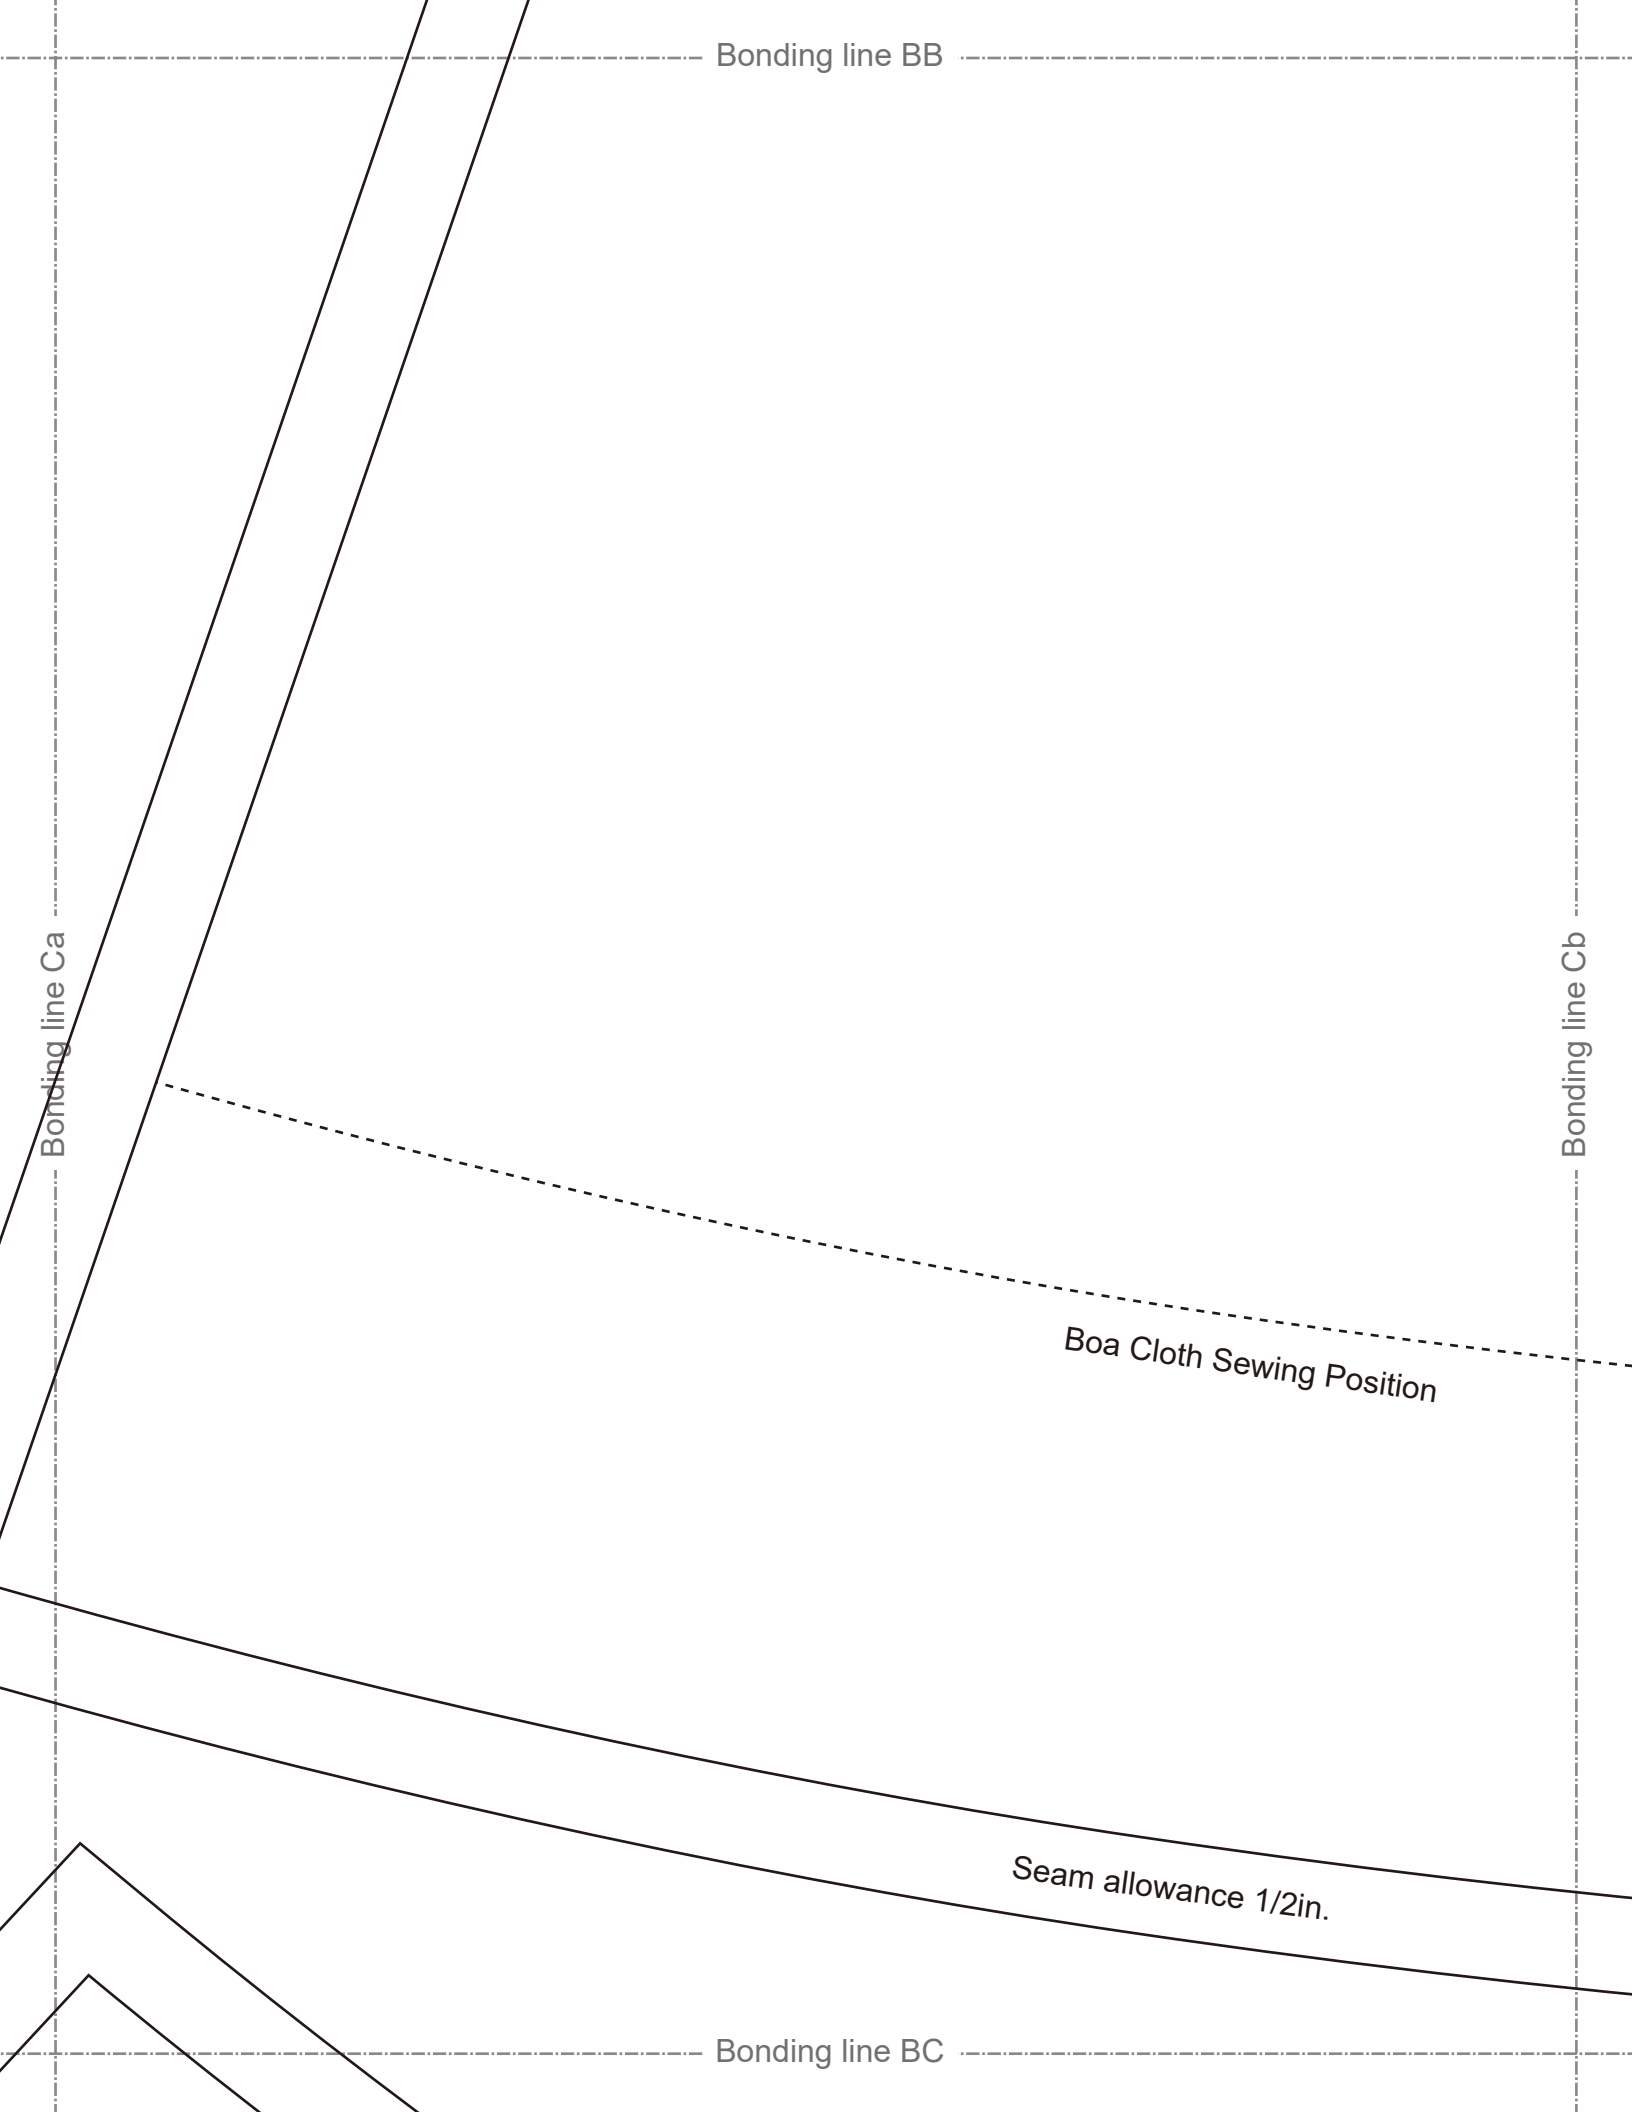 Bonding line BB
Bonding line Ca
Bonding line Cb
Boa Cloth Sewing Position
Seam allowance 1/2in.
Bonding line BC